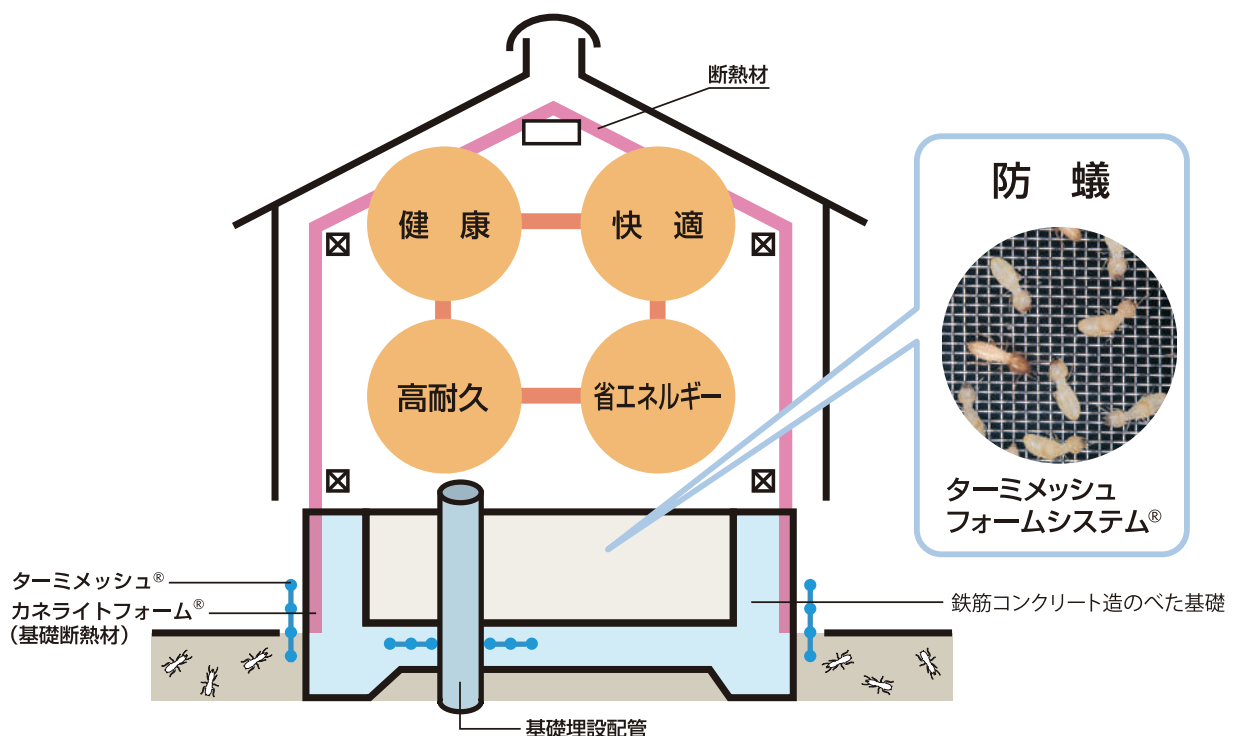 断熱材
防 蟻
健 康
快 適
高耐久
省エネルギー
ターミメッシュ
フォームシステム®
ターミメッシュ®
カネライトフォーム®
(基礎断熱材)
鉄筋コンクリート造のべた基礎
基礎埋設配管